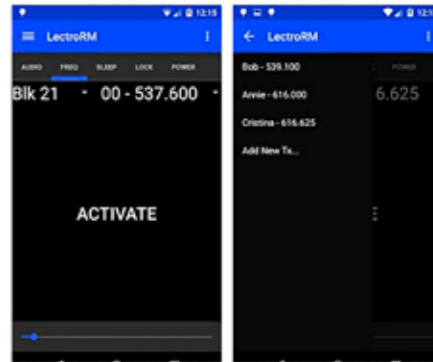 12:15
LectroRM
AUDIO FREQ SLEEP LOCK POWER
Blk 21 - 00 - 537.600 -
ACTIVATE
12:15
LectroRM
POWER
Bob - 539.100
6.625
Annie - 616.000
Cristina - 616.625
Add New Tx...